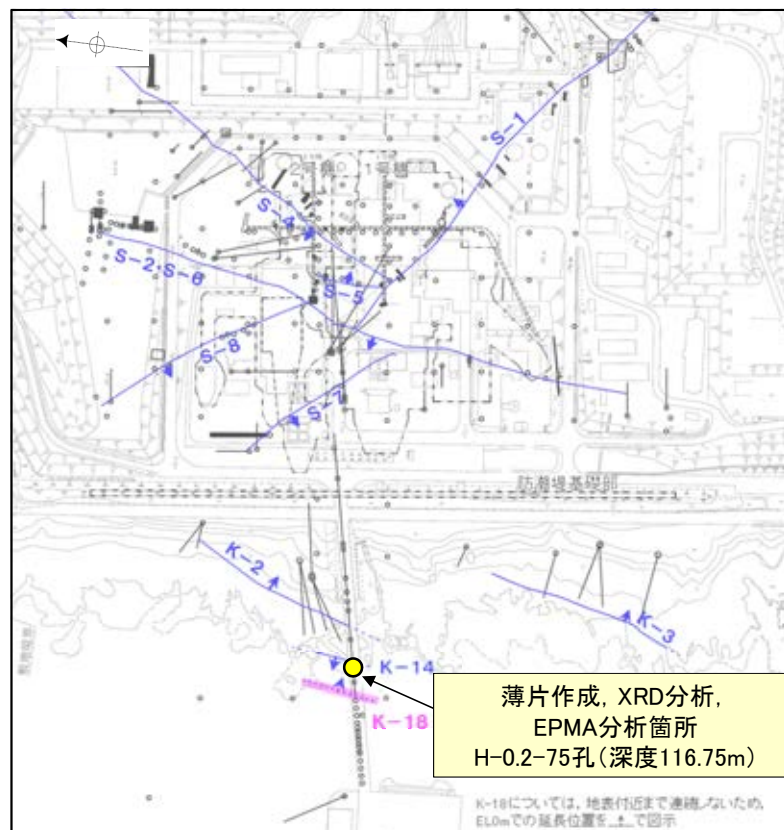 S-1
2号機
1号機
S-4
S-2・S-6
S-5
S-8
S-7
防潮堤基礎部
K-2
K-3
K-14
K-18
薄片作成, XRD分析,
EPMA分析箇所
H-0.2-75孔(深度116.75m)
K-18については、地表付近まで連続しないため、
EL0mでの延長位置を で図示